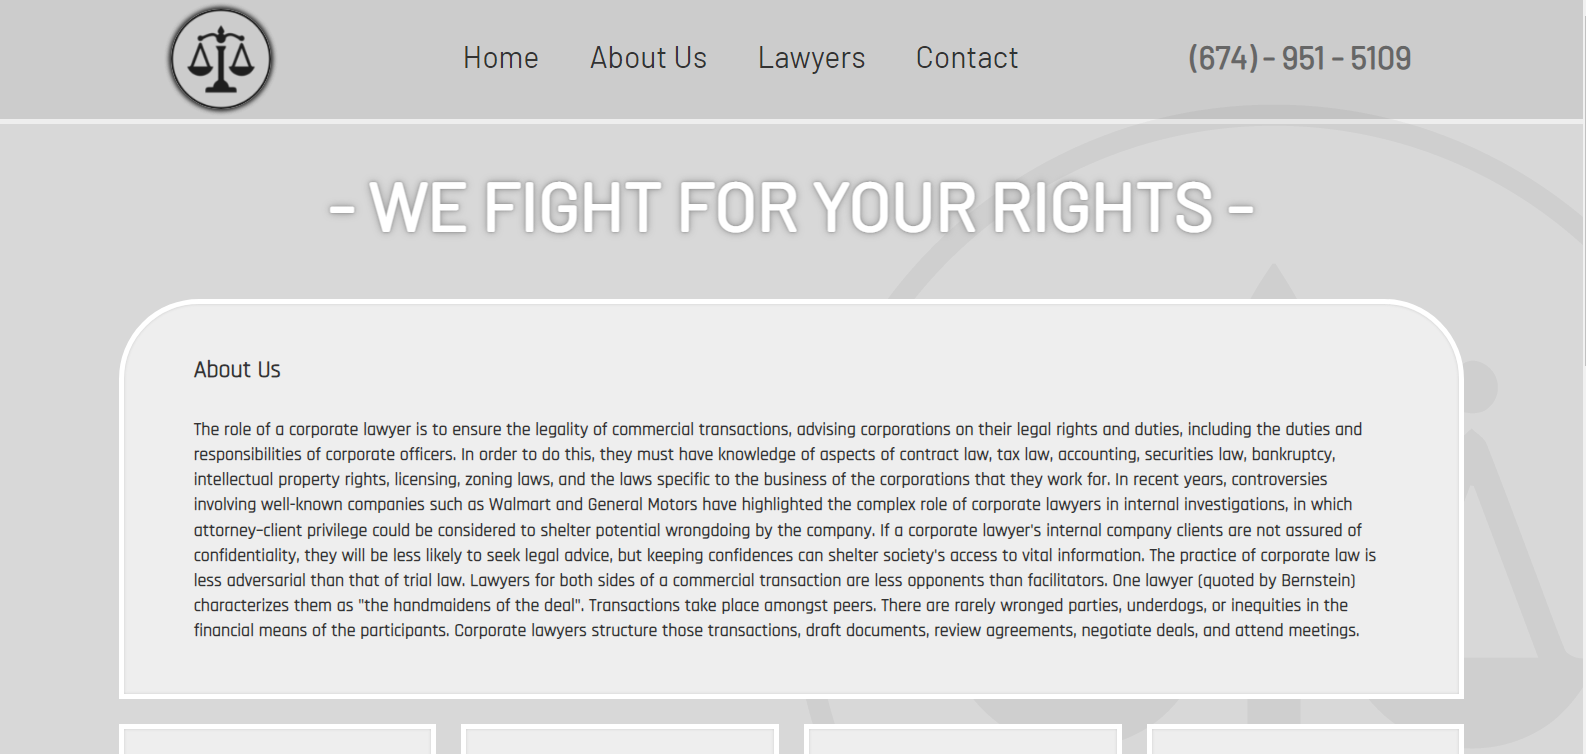 Home About Us Lawyers Contact (674) - 951 - 5109
- WE FIGHT FOR YOUR RIGHTS -
About Us
The role of a corporate lawyer is to ensure the legality of commercial transactions, advising corporations on their legal rights and duties, including the duties and
responsibilities of corporate officers. In order to do this, they must have knowledge of aspects of contract law, tax law, accounting, securities law, bankruptcy,
intellectual property rights, licensing, zoning laws, and the laws specific to the business of the corporations that they work for. In recent years, controversies
involving well-known companies such as Walmart and General Motors have highlighted the complex role of corporate lawyers in internal investigations, in which
attorney–client privilege could be considered to shelter potential wrongdoing by the company. If a corporate lawyer's internal company clients are not assured of
confidentiality, they will be less likely to seek legal advice, but keeping confidences can shelter society's access to vital information. The practice of corporate law is
less adversarial than that of trial law. Lawyers for both sides of a commercial transaction are less opponents than facilitators. One lawyer (quoted by Bernstein)
characterizes them as "the handmaidens of the deal". Transactions take place amongst peers. There are rarely wronged parties, underdogs, or inequities in the
financial means of the participants. Corporate lawyers structure those transactions, draft documents, review agreements, negotiate deals, and attend meetings.